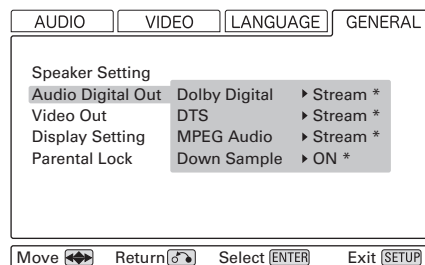 AUDIO VIDEO LANGUAGE GENERAL
Speaker Setting
Audio Digital Out Dolby Digital ▸ Stream *
Video Out DTS ▸ Stream *
Display Setting MPEG Audio ▸ Stream *
Parental Lock Down Sample ▸ ON *
Move Return Select ENTER Exit SETUP